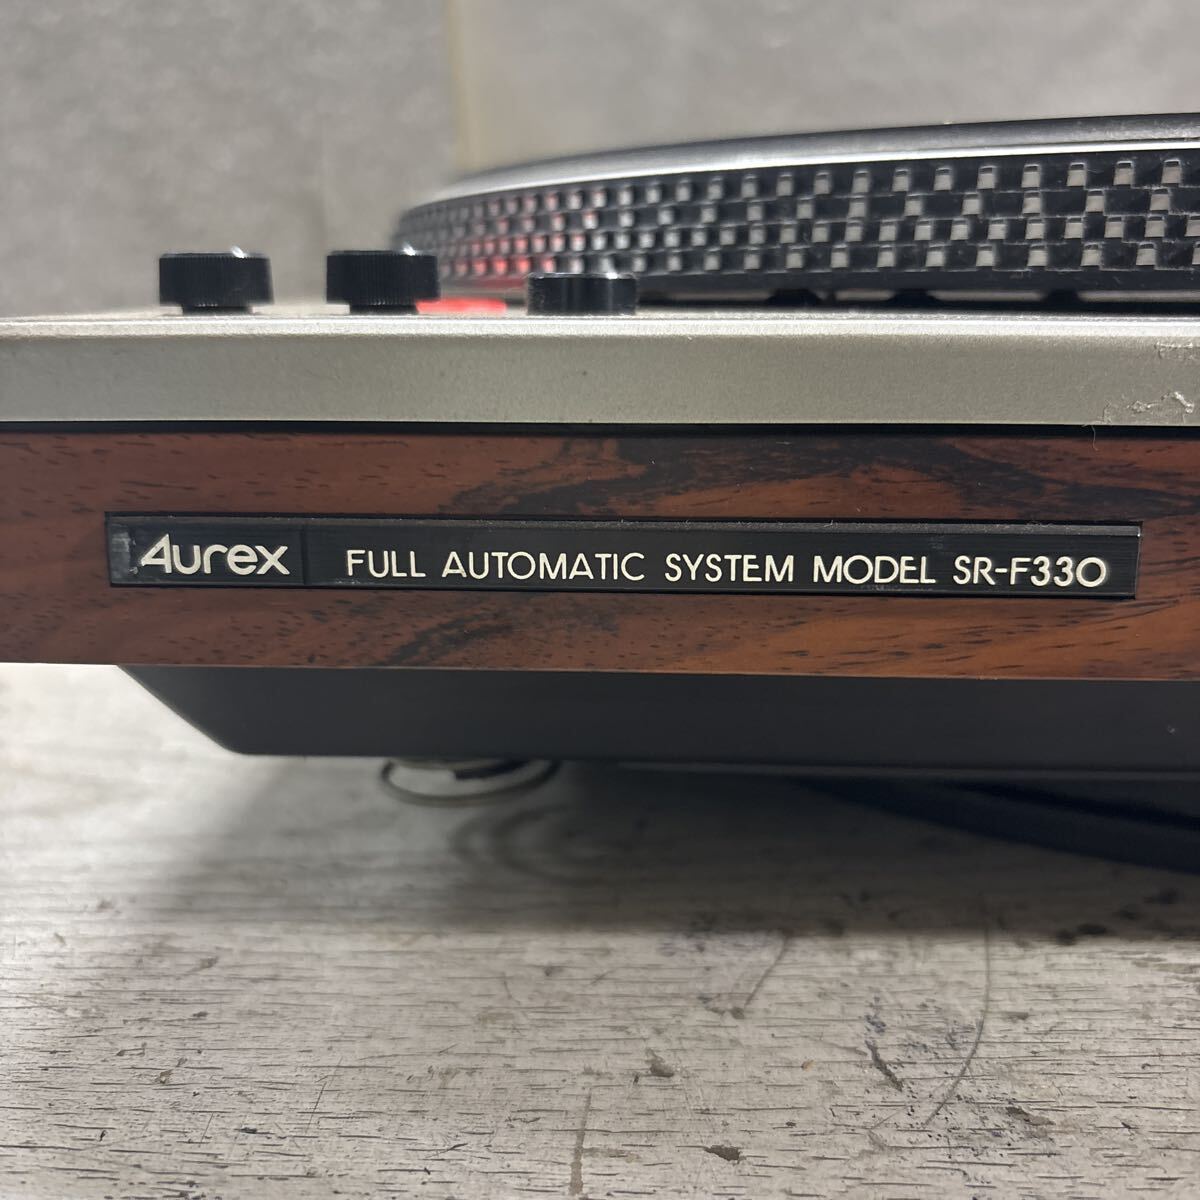 Aurex FULL AUTOMATIC SYSTEM MODEL SR-F330